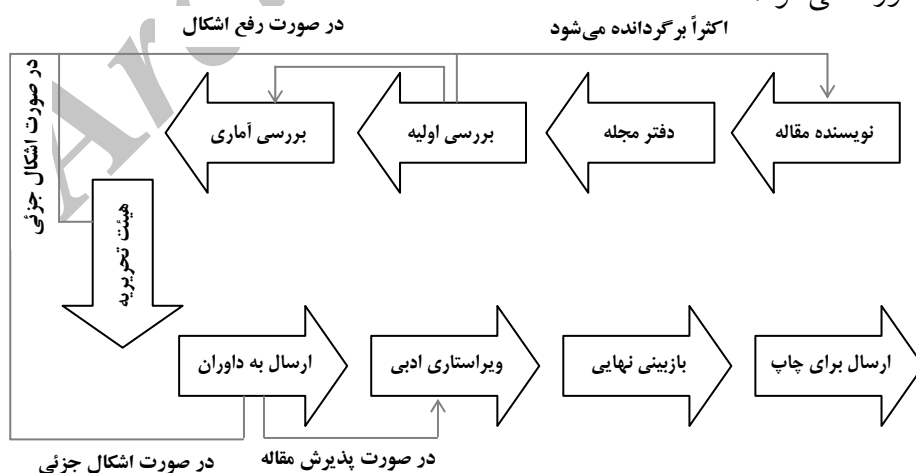 اکثراً برگردانده می‌شود
در صورت رفع اشکال
نویسنده مقاله
دفتر مجله
بررسی اولیه
بررسی آماری
در صورت اشکال جزئی
هیئت تحریریه
ارسال به داوران
ویراستاری ادبی
بازبینی نهایی
ارسال برای چاپ
در صورت پذیرش مقاله
در صورت اشکال جزئی